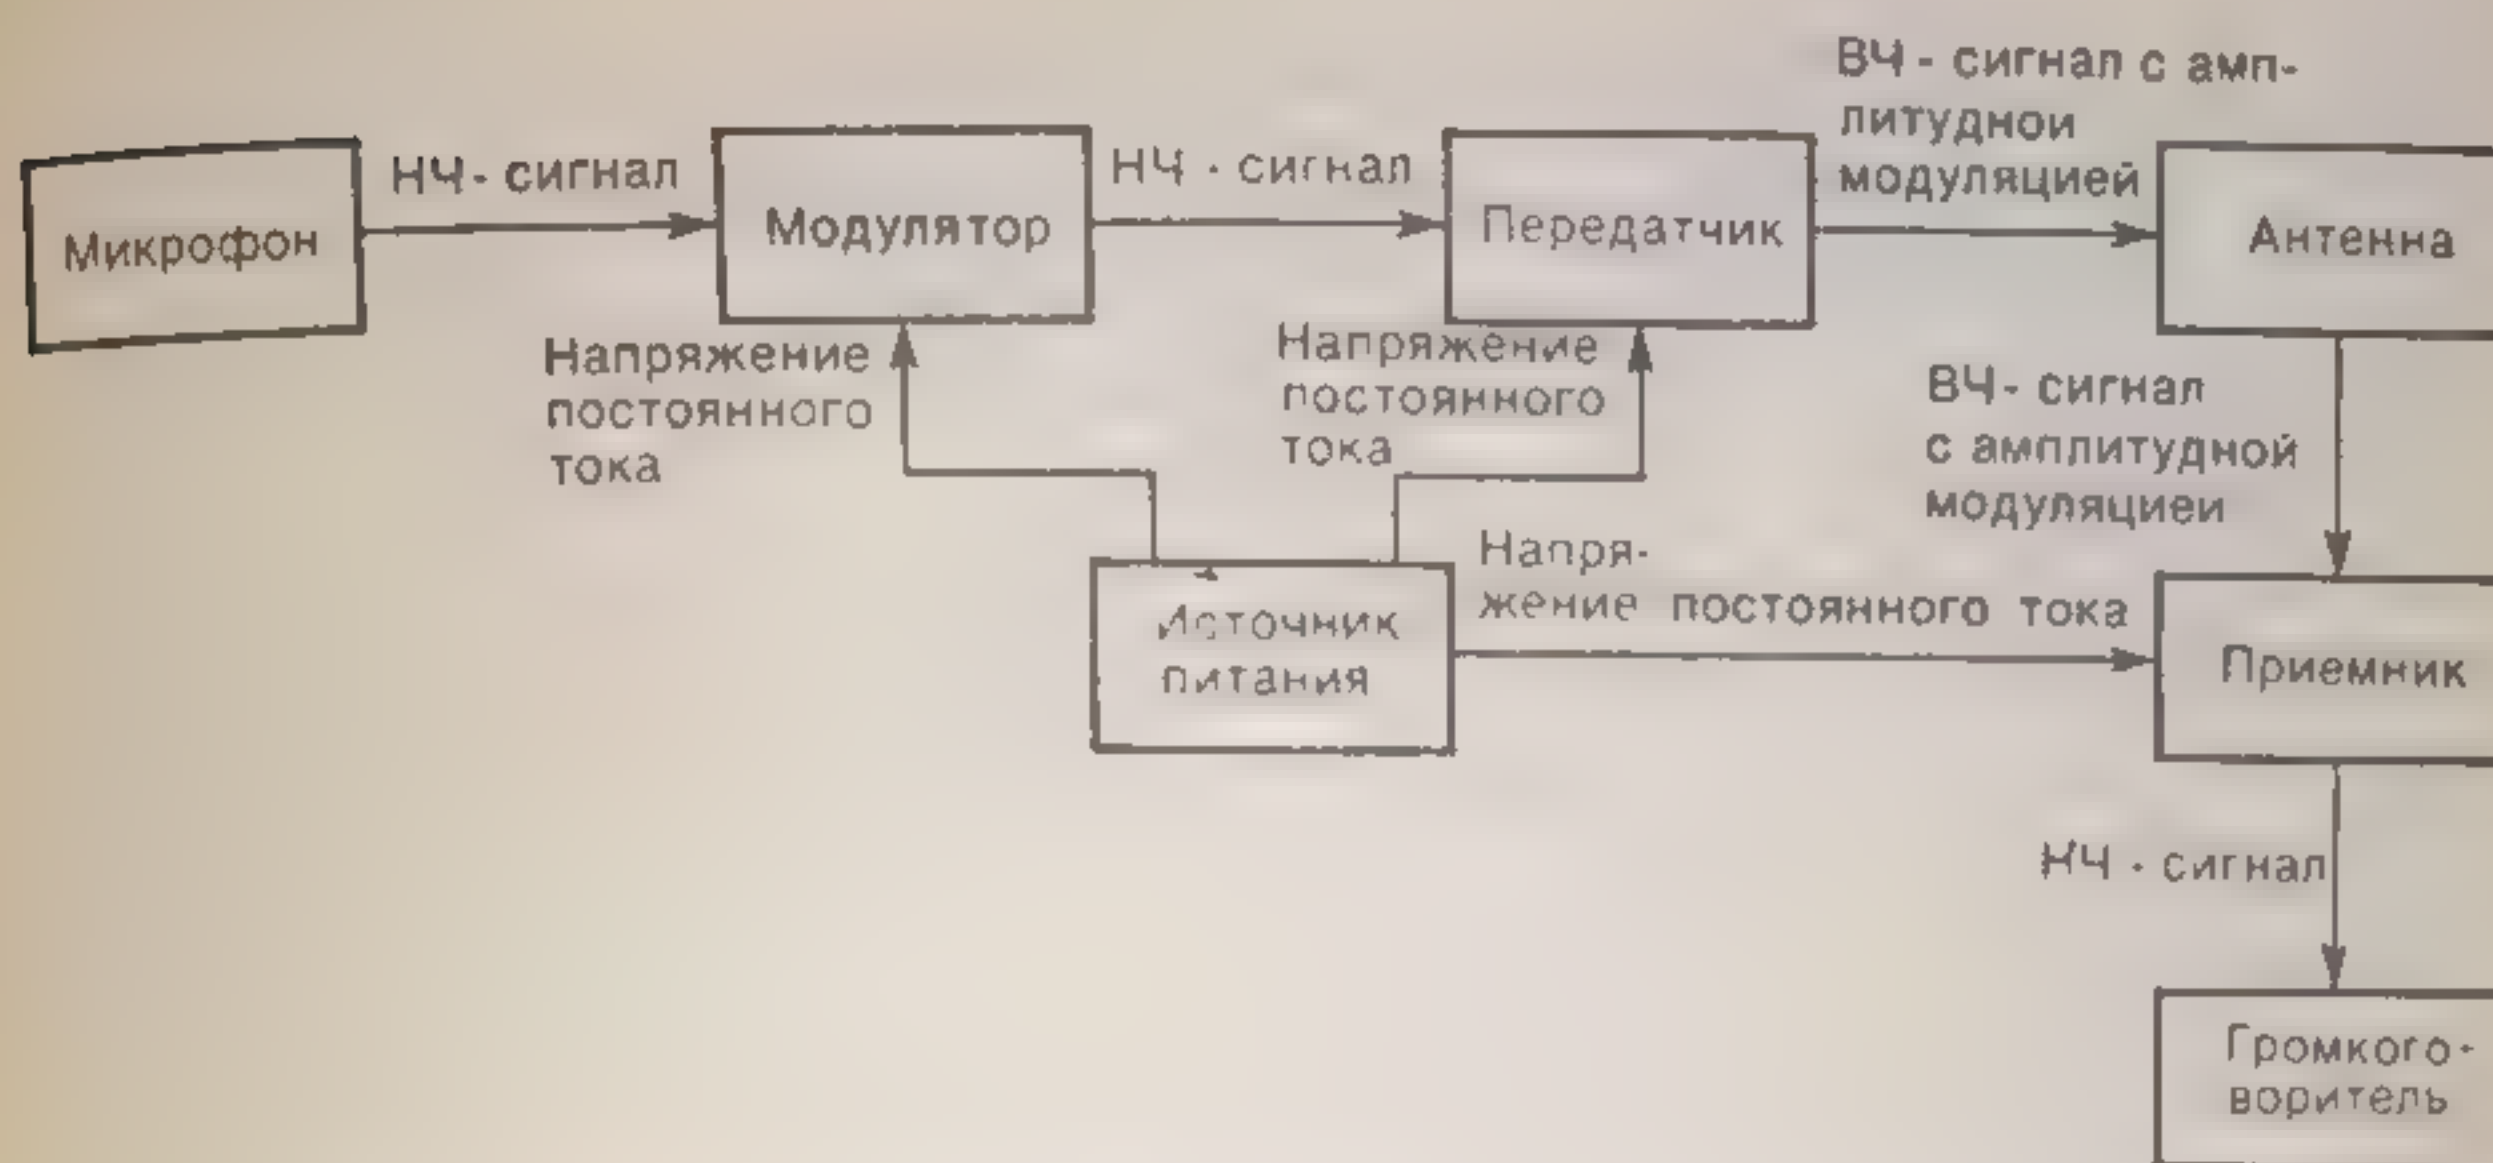 Микрофон
НЧ - сигнал
Модулятор
НЧ - сигнал
Передатчик
ВЧ - сигнал с амп-
литудной
модуляцией
Антенна
Напряжение
постоянного
тока
Напряжение
постоянного
тока
ВЧ - сигнал
с амплитудной
модуляцией
Источник
питания
Напря-
жение постоянного тока
Приемник
НЧ - сигнал
Громкого-
воритель